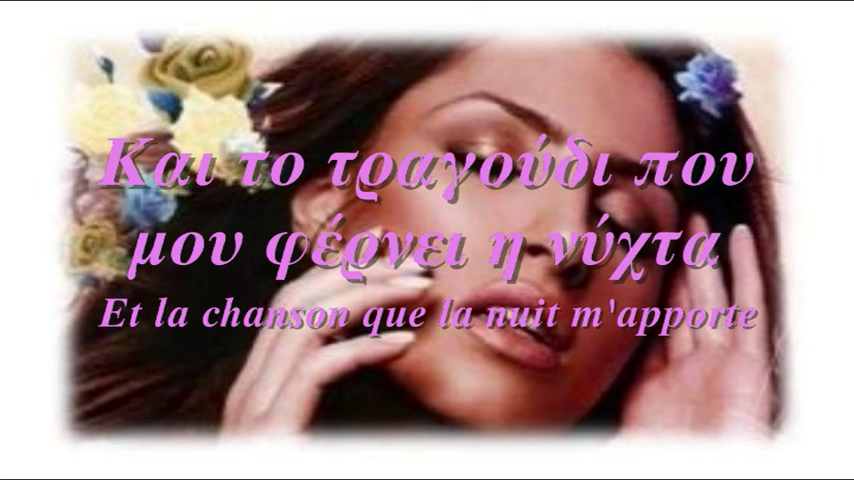 Και το τραγούδι που
μου φέρνει η νύχτα
Et la chanson que la nuit m'apporte